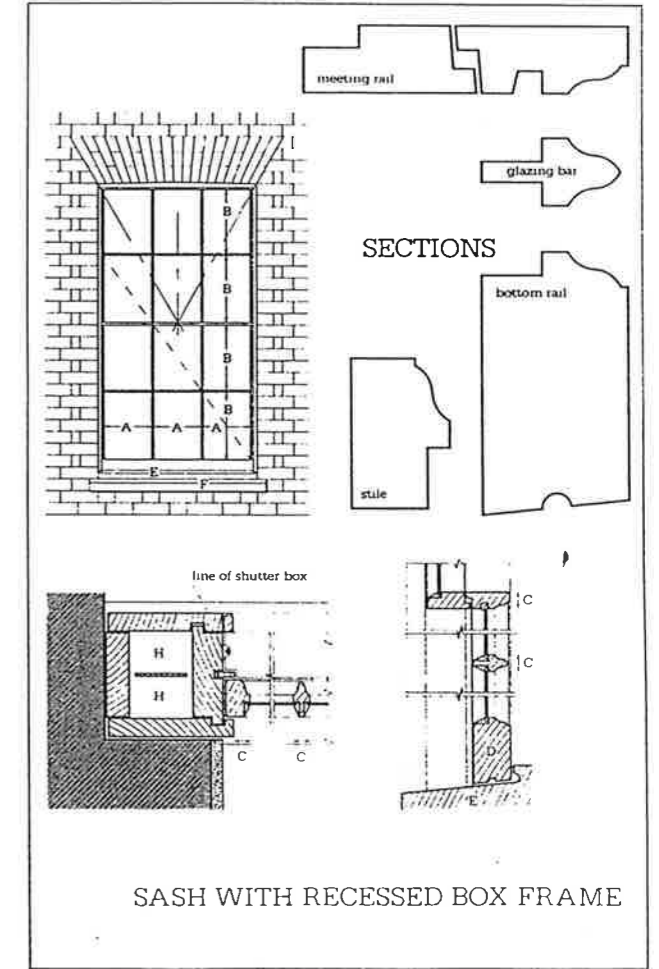 meeting rail
glazing bar
SECTIONS
bottom rail
stile
B
B
B
B
A A A
E
F
line of shutter box
H
H
C C
C
C
D
E
SASH WITH RECESSED BOX FRAME